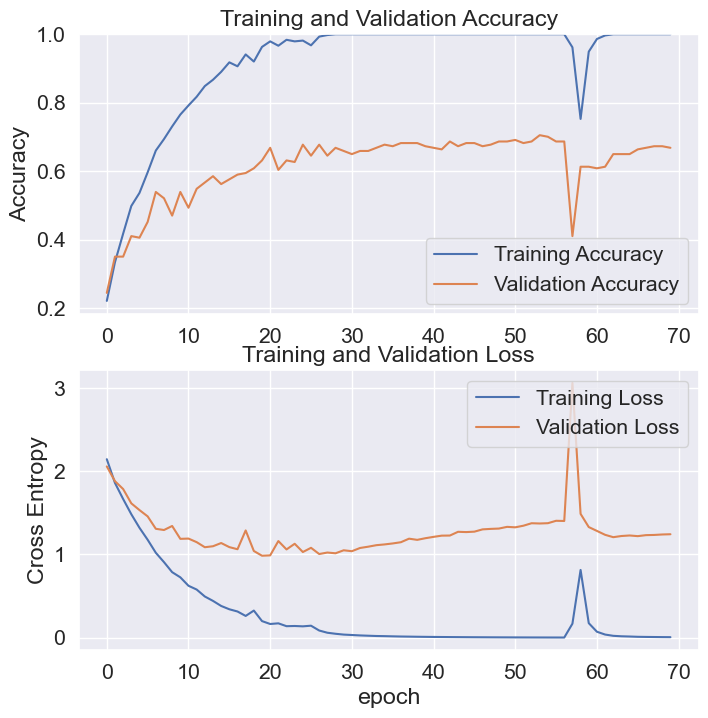 Training and Validation Accuracy
1.0
0.8
0.6
0.4
0.2
Accuracy
Training Accuracy
Validation Accuracy
0 10 20 30 40 50 60 70
Training and Validation Loss
3
2
1
0
Cross Entropy
Training Loss
Validation Loss
0 10 20 30 40 50 60 70
epoch